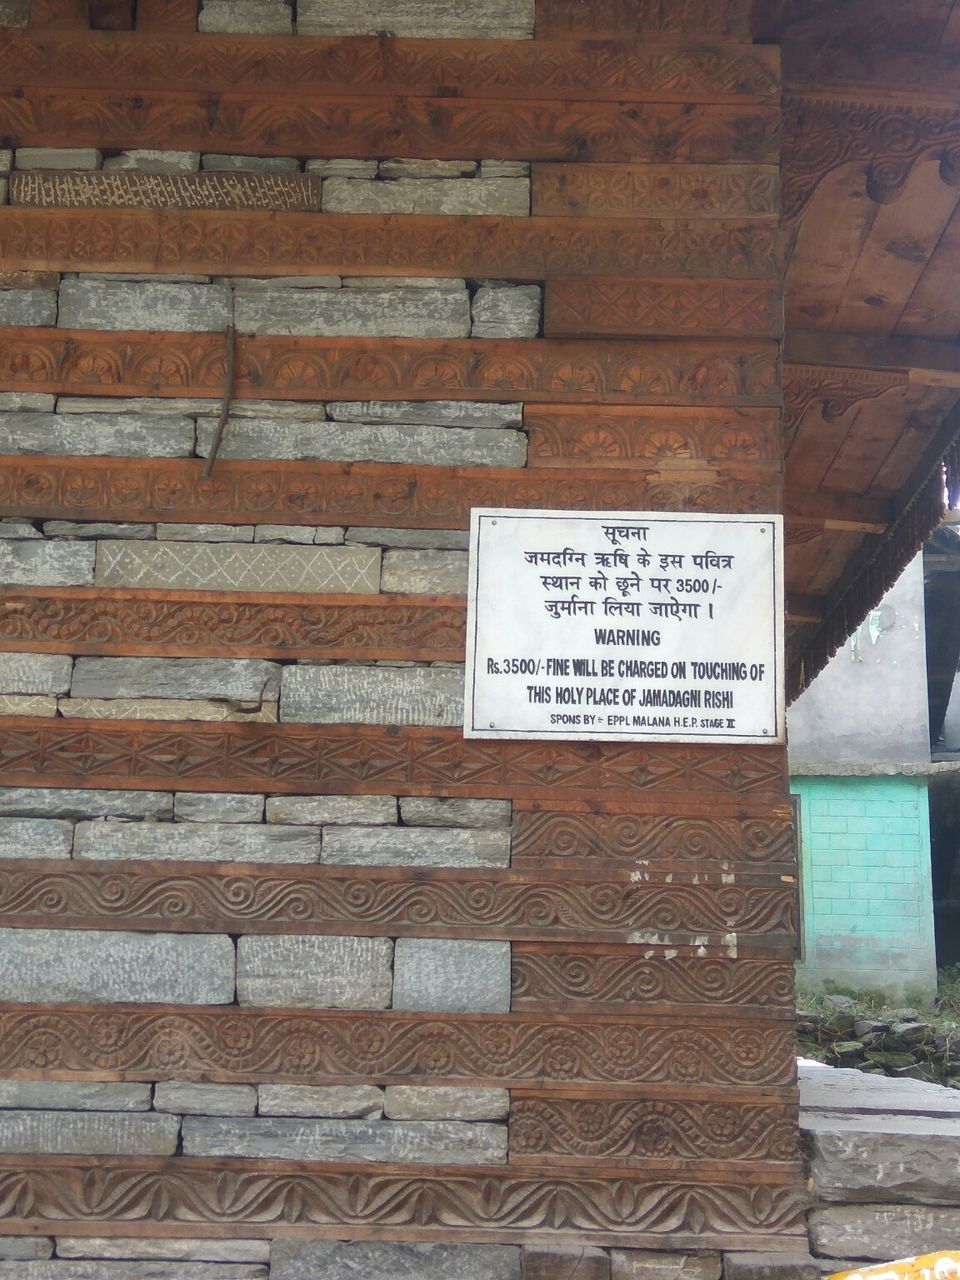 सूचना
जमदग्नि ऋषि के इस पवित्र
स्थान को छूने पर 3500/-
जुर्माना लिया जाऐगा ।
WARNING
Rs.3500/- FINE WILL BE CHARGED ON TOUCHING OF
THIS HOLY PLACE OF JAMADAGNI RISHI
SPONS BY ÷ EPPL MALANA H.E.P. STAGE II